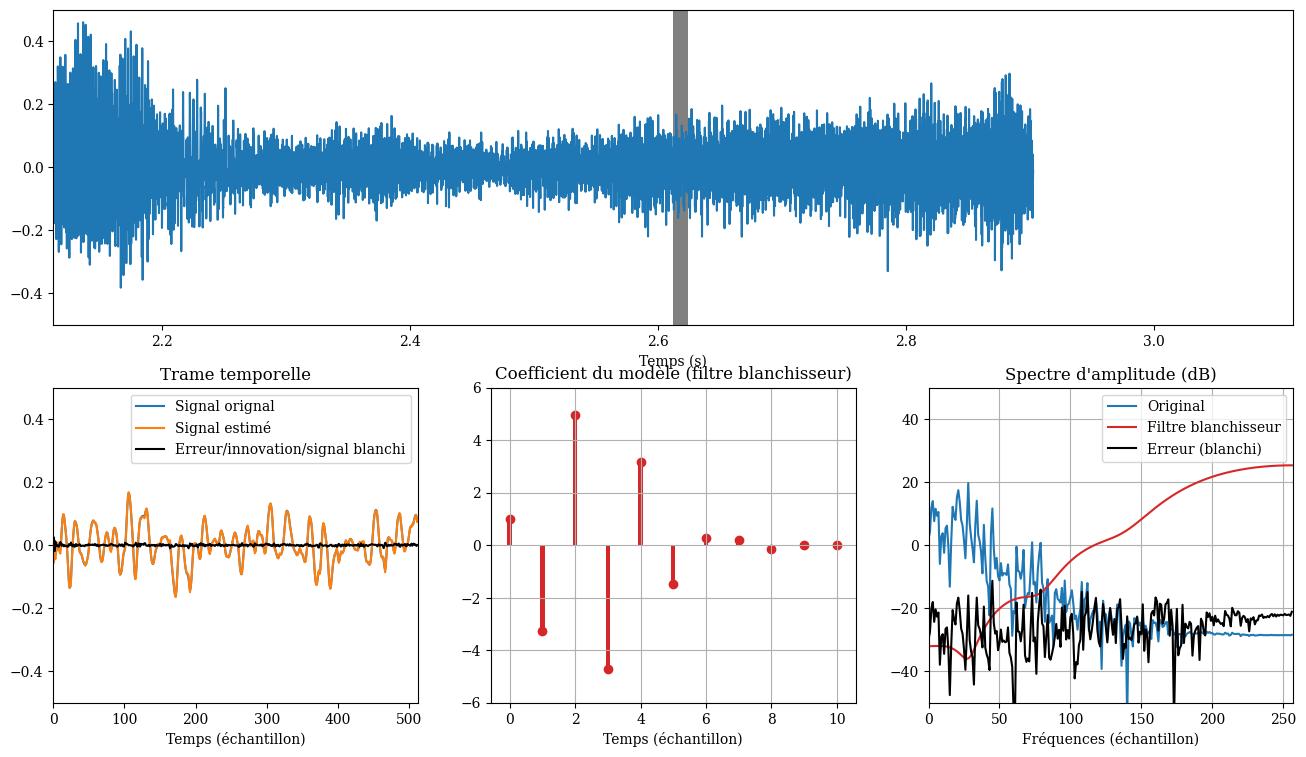 0.4
0.2
0.0
−0.2
−0.4
2.2 2.4 2.6 2.8 3.0
Temps (s)
Trame temporelle
0.4
0.2
0.0
−0.2
−0.4
Signal orignal
Signal estimé
Erreur/innovation/signal blanchi
0 100 200 300 400 500
Temps (échantillon)
Coefficient du modèle (filtre blanchisseur)
6
4
2
0
−2
−4
−6
0 2 4 6 8 10
Temps (échantillon)
Spectre d'amplitude (dB)
40
20
0
−20
−40
Original
Filtre blanchisseur
Erreur (blanchi)
0 50 100 150 200 250
Fréquences (échantillon)